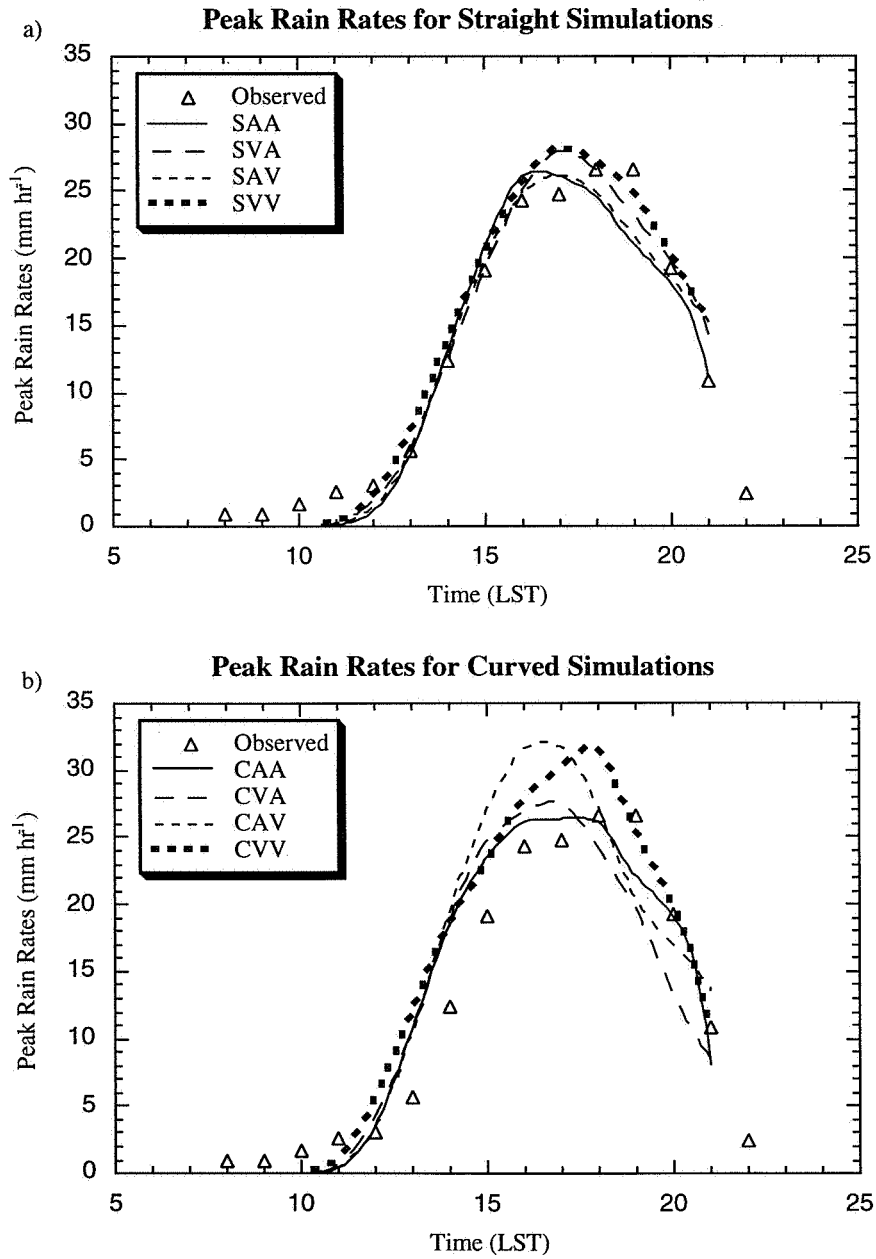 a)
Peak Rain Rates for Straight Simulations
35
30
25
20
15
10
5
0
Peak Rain Rates (mm hr⁻¹)
Observed
SAA
SVA
SAV
SVV
5 10 15 20 25
Time (LST)
b)
Peak Rain Rates for Curved Simulations
35
30
25
20
15
10
5
0
Peak Rain Rates (mm hr⁻¹)
Observed
CAA
CVA
CAV
CVV
5 10 15 20 25
Time (LST)